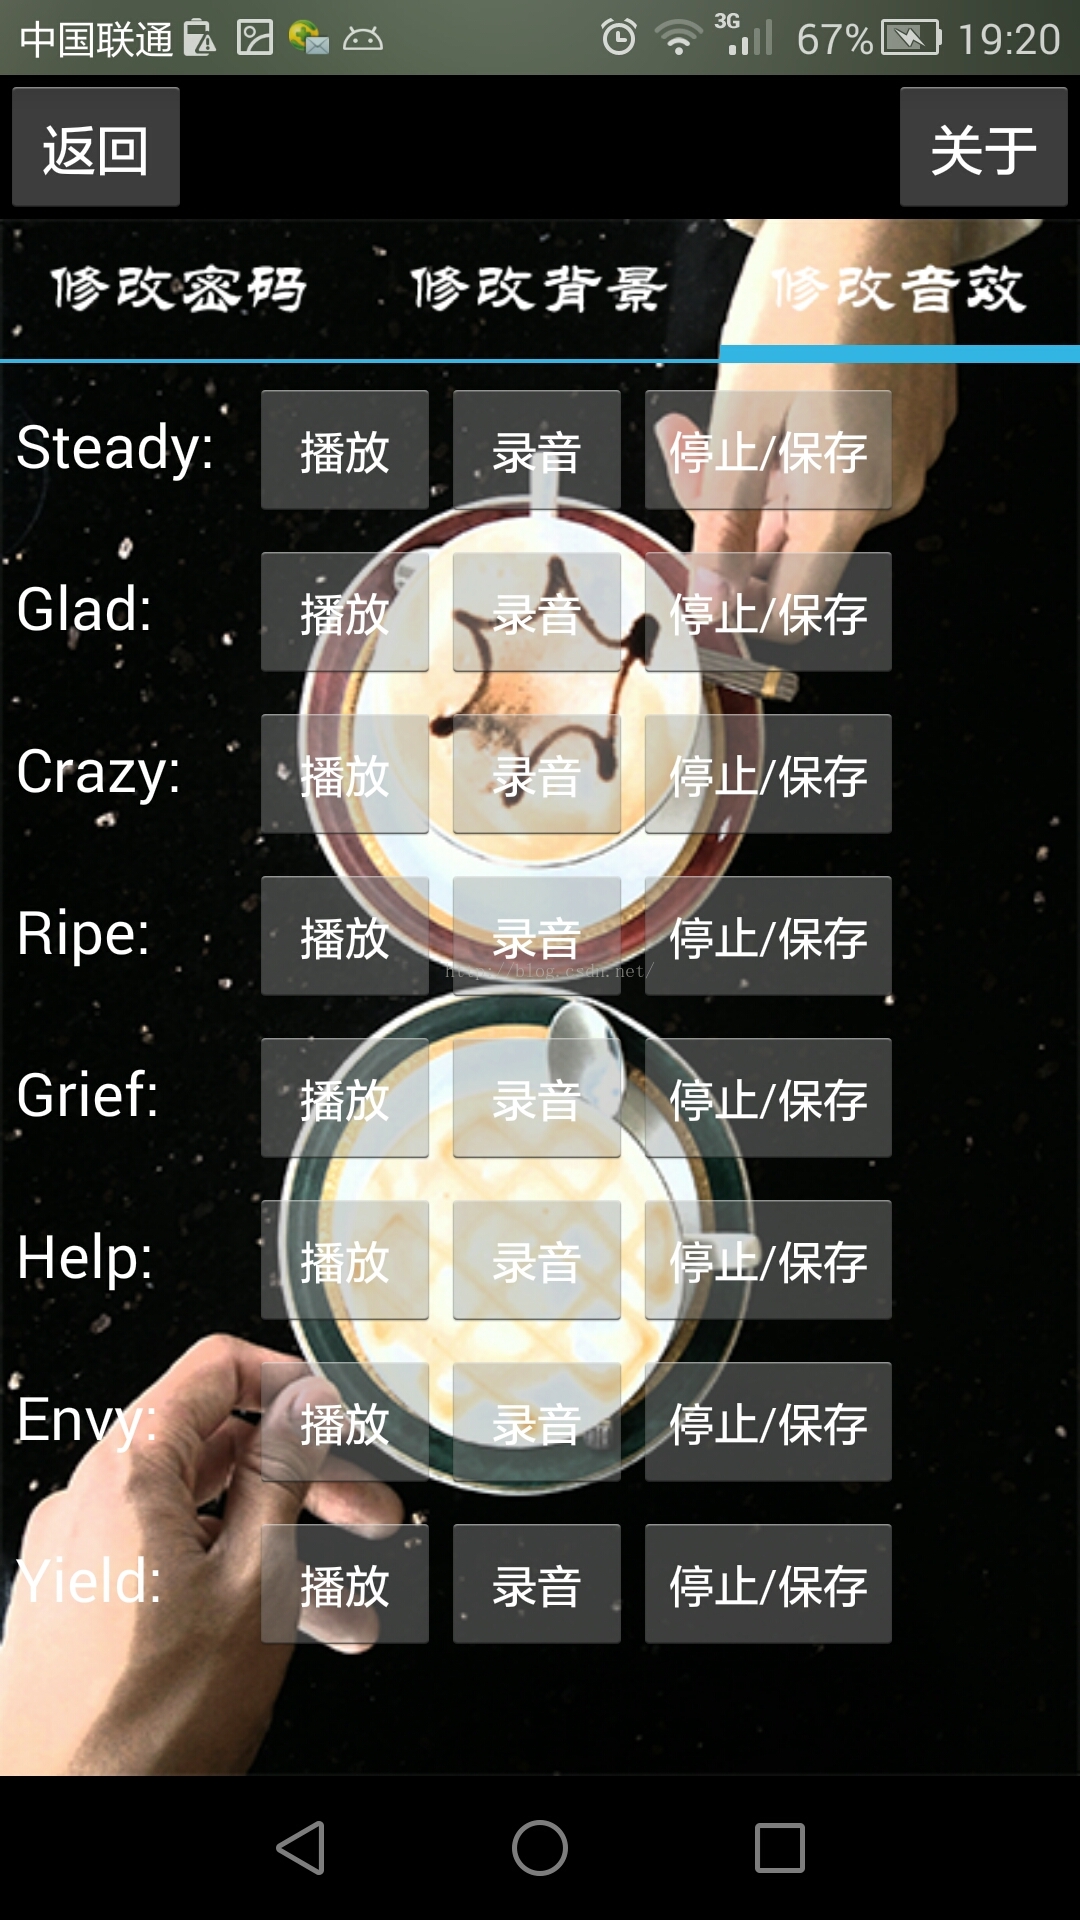 中国联通 3G 67% 19:20
返回 关于
修改密码 修改背景 修改音效
Steady: 播放 录音 停止/保存
Glad: 播放 录音 停止/保存
Crazy: 播放 录音 停止/保存
Ripe: 播放 录音 停止/保存
http://blog.csdn.net/
Grief: 播放 录音 停止/保存
Help: 播放 录音 停止/保存
Envy: 播放 录音 停止/保存
Yield: 播放 录音 停止/保存